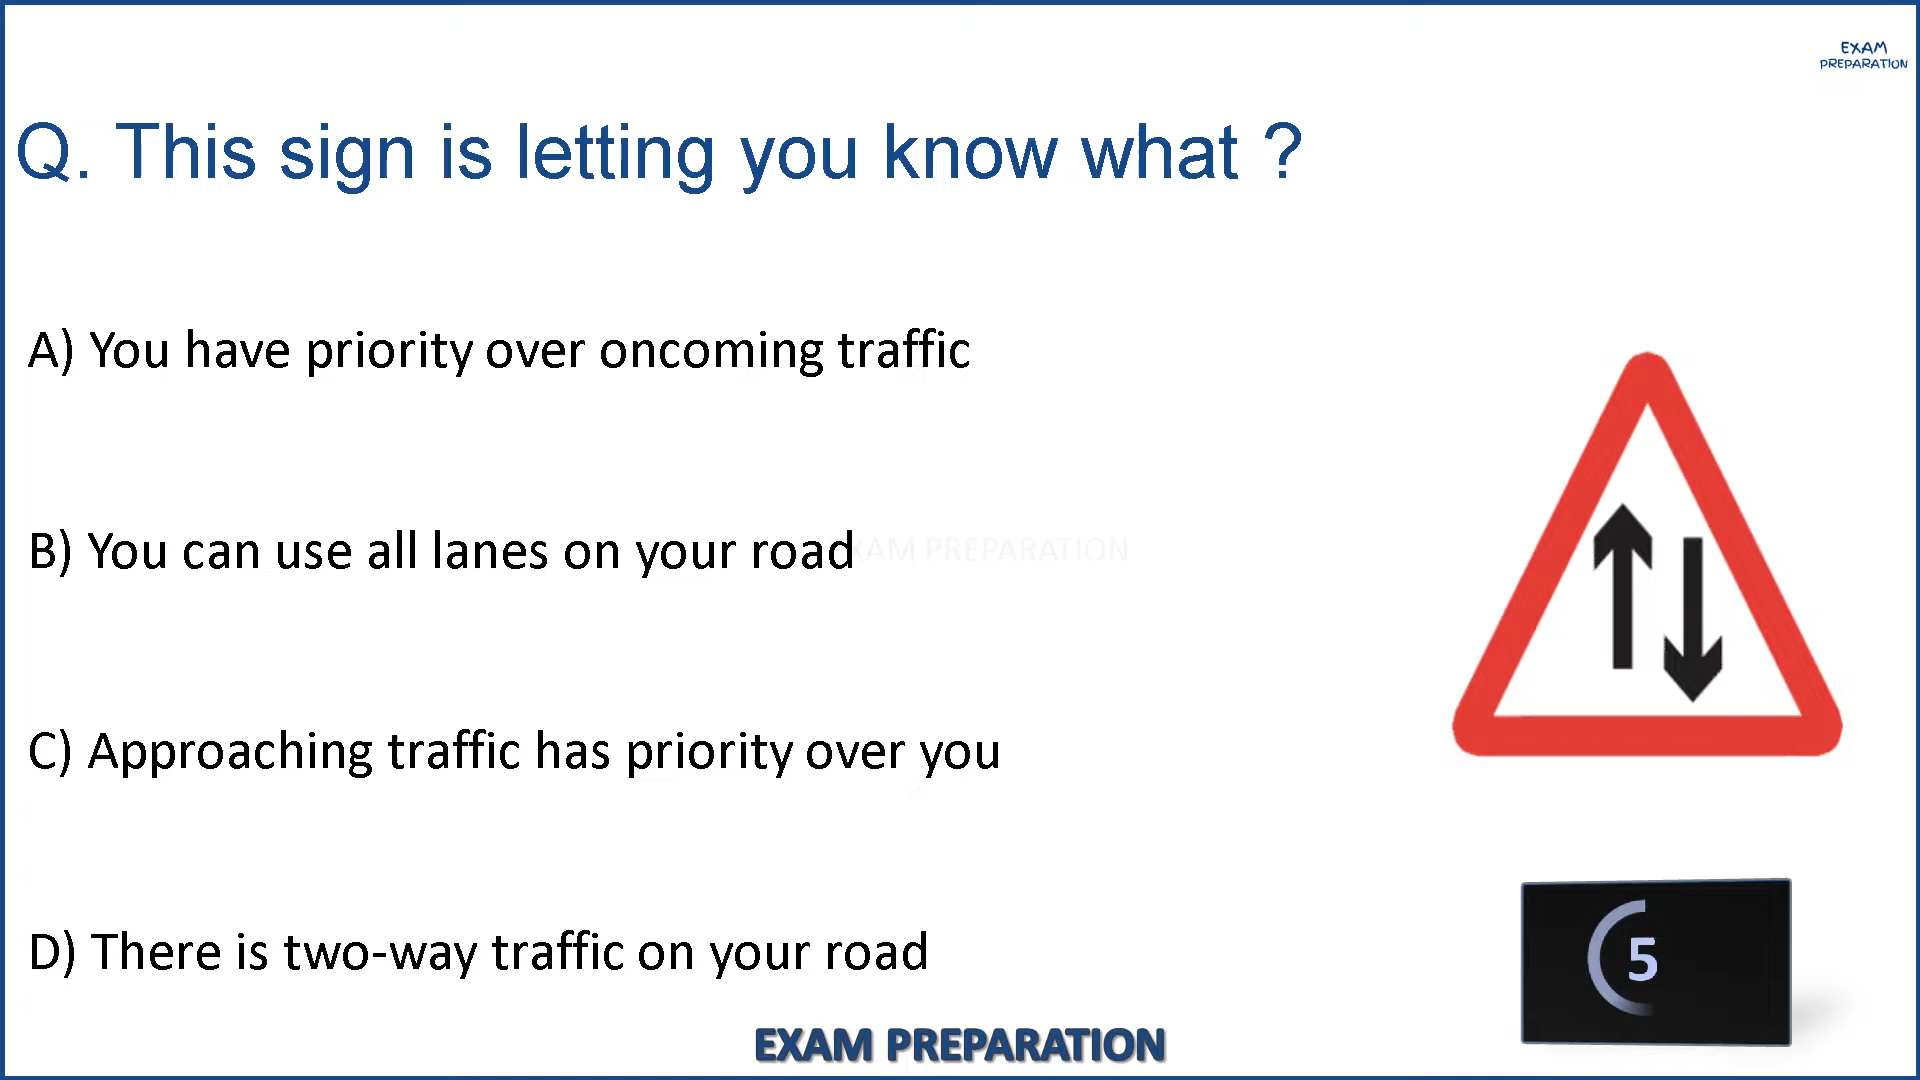 EXAM
PREPARATION
Q. This sign is letting you know what ?
A) You have priority over oncoming traffic
B) You can use all lanes on your road
EXAM PREPARATION
C) Approaching traffic has priority over you
D) There is two-way traffic on your road
5
EXAM PREPARATION